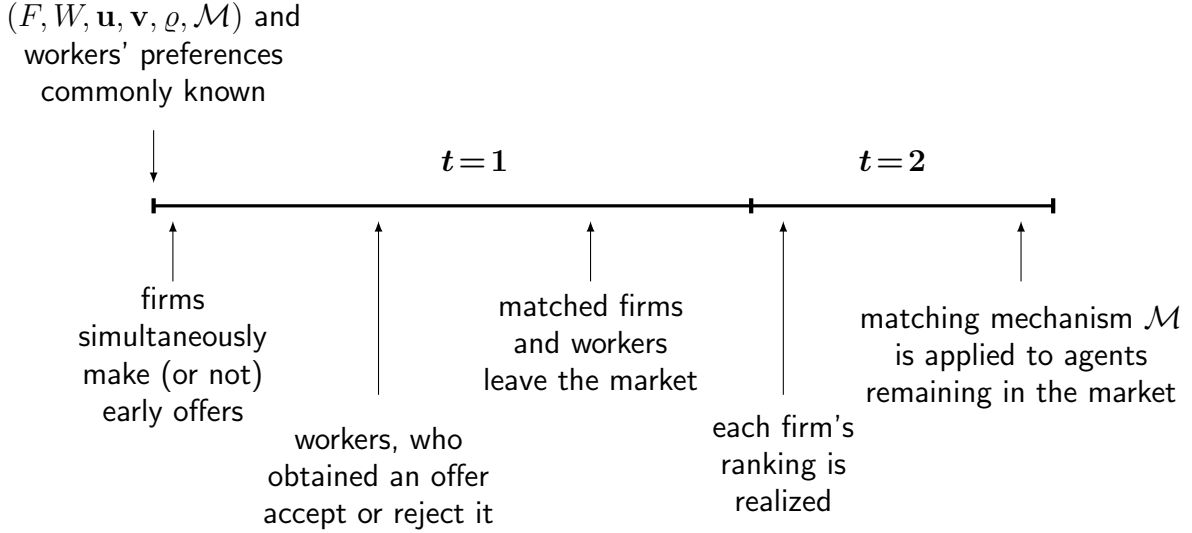 (F, W, u, v, ϱ, ℳ) and
workers' preferences
commonly known
t=1
t=2
firms
simultaneously
make (or not)
early offers
workers, who
obtained an offer
accept or reject it
matched firms
and workers
leave the market
each firm's
ranking is
realized
matching mechanism ℳ
is applied to agents
remaining in the market